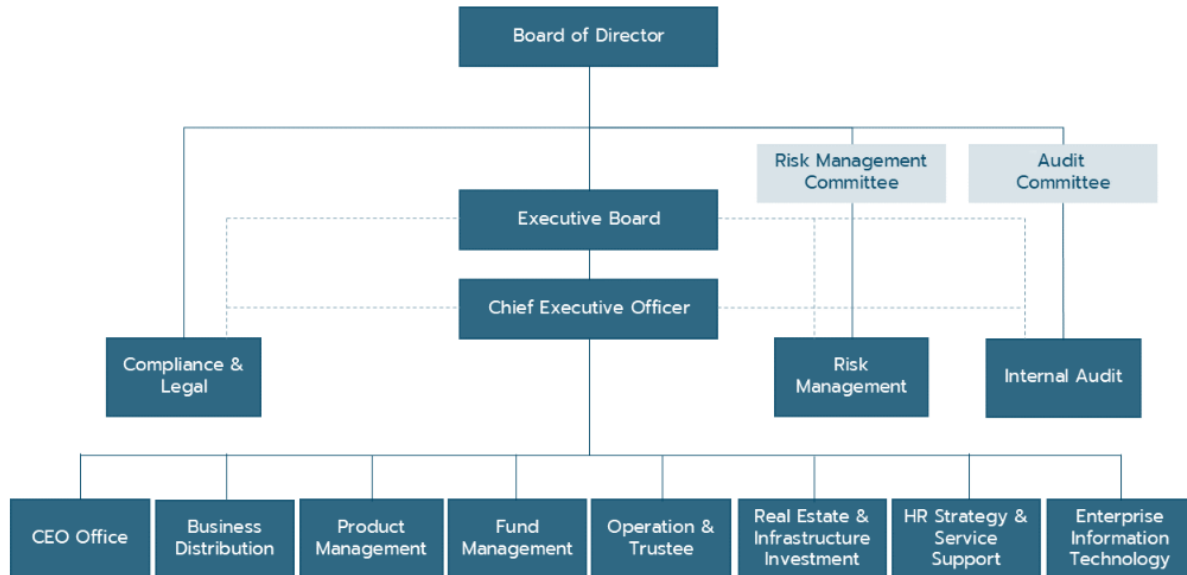 Board of Director
Risk Management
Committee
Audit
Committee
Executive Board
Chief Executive Officer
Compliance &
Legal
Risk
Management
Internal Audit
CEO Office
Business
Distribution
Product
Management
Fund
Management
Operation &
Trustee
Real Estate &
Infrastructure
Investment
HR Strategy &
Service
Support
Enterprise
Information
Technology